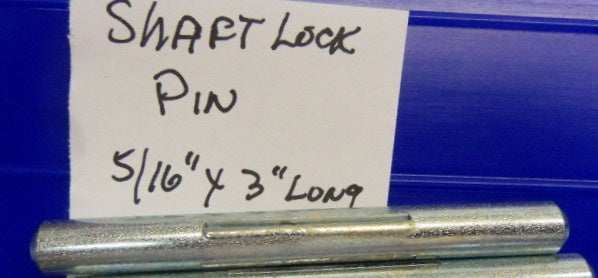 SHAFT LOCK
PIN
5/16" x 3" LONG